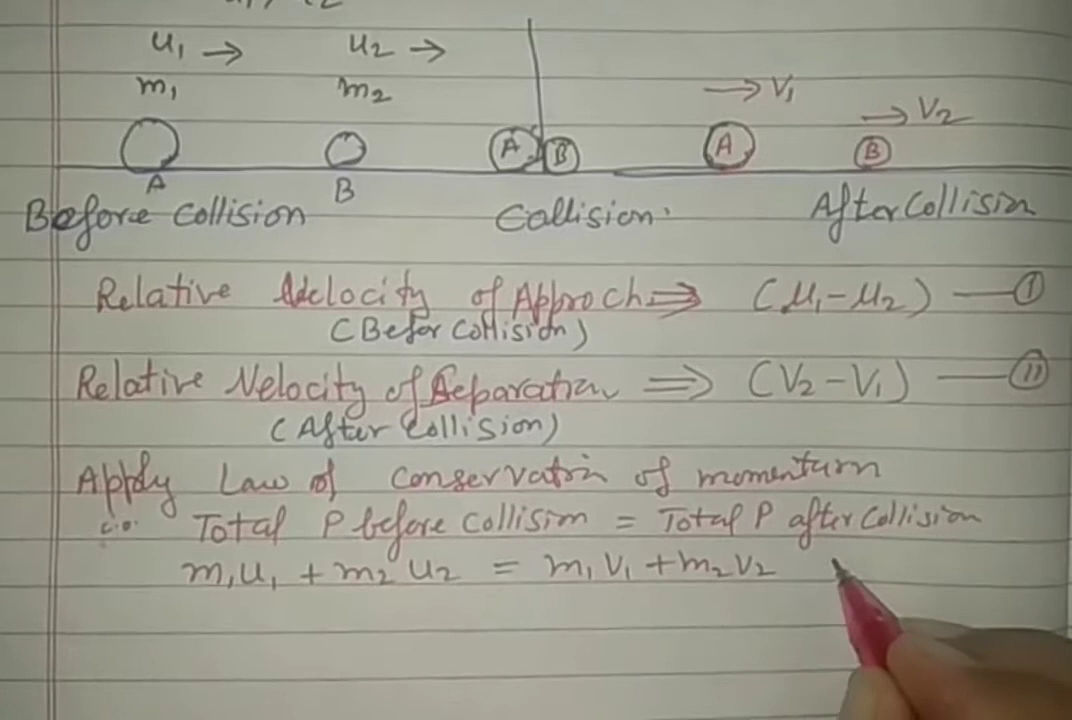 u₁ → u₂ →
m₁ m₂ → V₁ → V₂
A B A B
A B
Before Collision Collision. After Collision
Relative Velocity of Approch ⇒ (u₁ - u₂) — I
(Befor Collision)
Relative Velocity of Separation ⇒ (V₂ - V₁) — II
(After Collision)
Apply Law of Conservation of momentum
Total P before Collision = Total P after Collision
m₁u₁ + m₂u₂ = m₁v₁ + m₂v₂